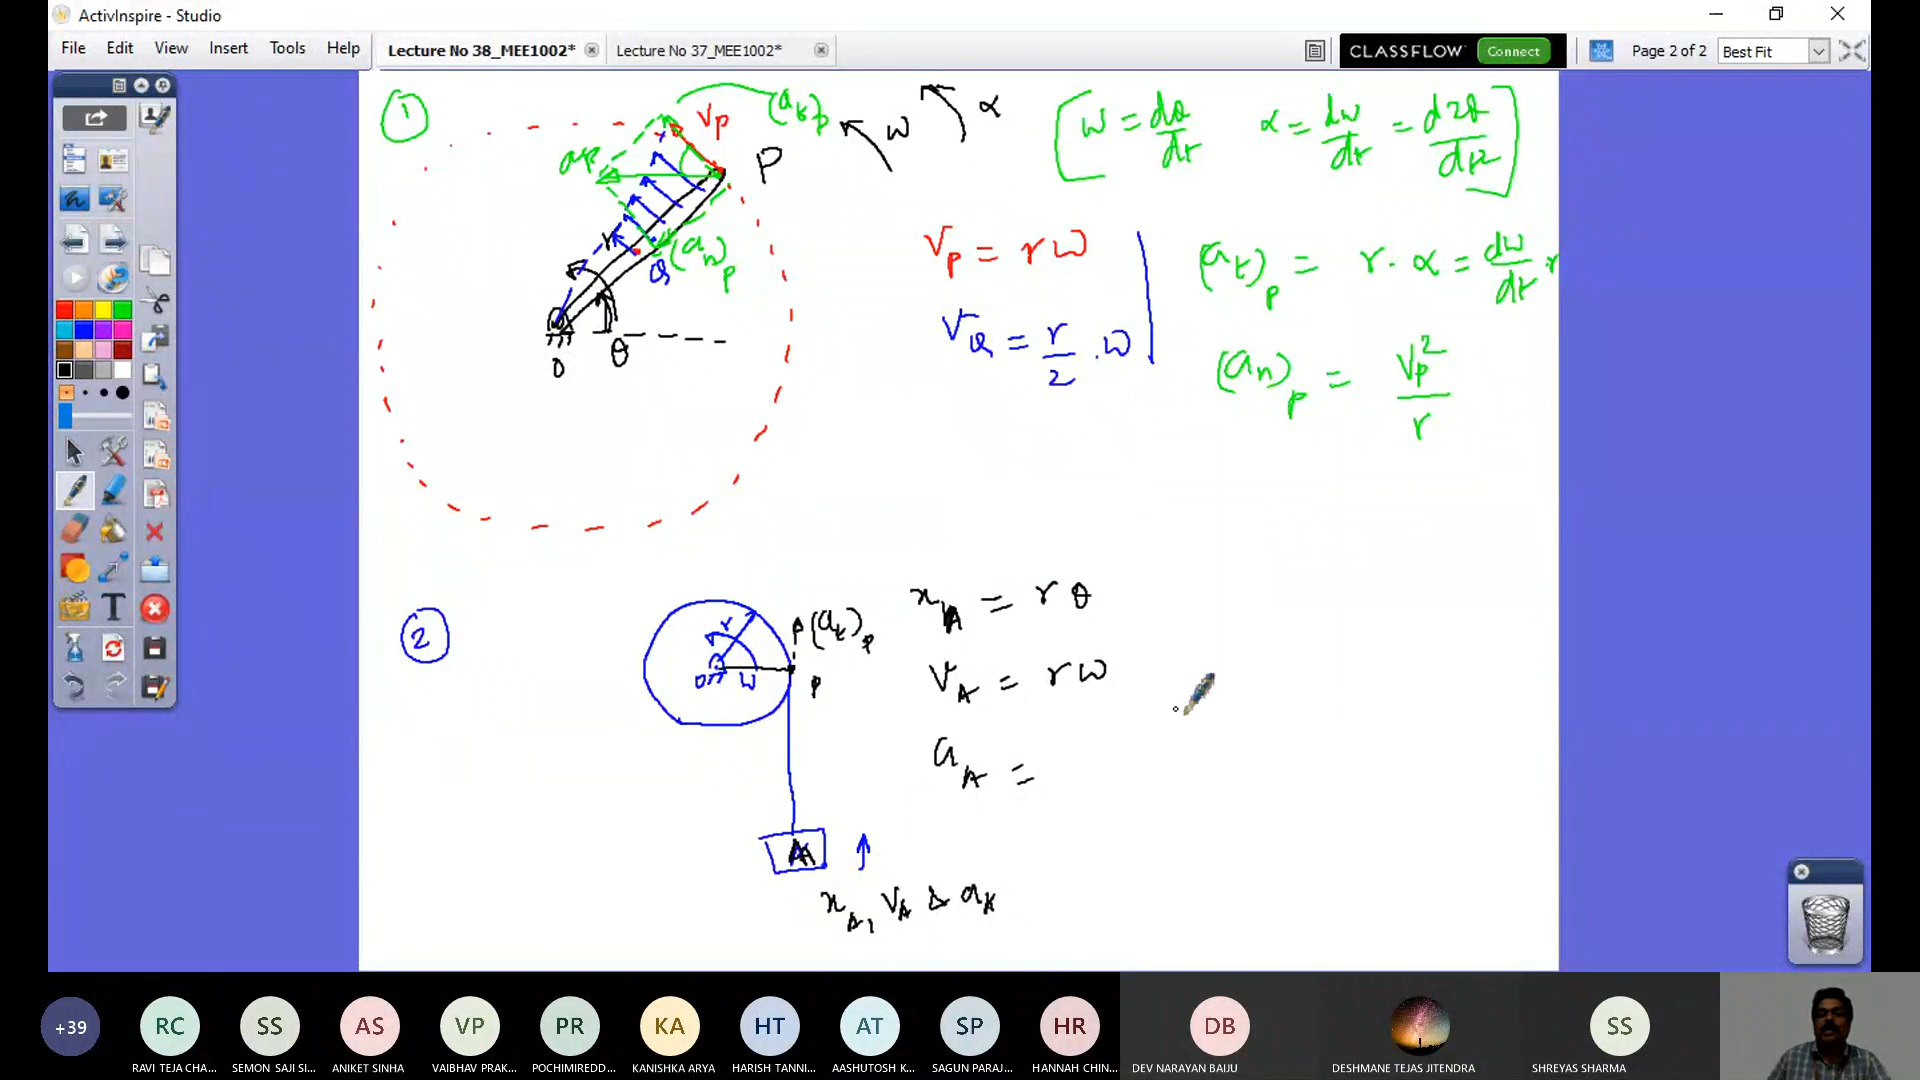 ActivInspire - Studio
File Edit View Insert Tools Help
Lecture No 38_MEE1002*
Lecture No 37_MEE1002*
CLASSFLOW Connect
Page 2 of 2
Best Fit
①
Vp
(at)p
aP
P
ω
α
[ω = dθ/dt α = dω/dt = d2θ/dt2]
r
Q
(an)p
O
θ
Vp = rω
(at)p = r · α = dω/dt · r
VQ = r/2 · ω
(an)p = Vp²/r
②
r
(at)p
O
ω
P
xA = rθ
VA = rω
aA =
A
xA, VA & aA
+39
RC
SS
AS
VP
PR
KA
HT
AT
SP
HR
DB
SS
RAVI TEJA CHA...
SEMON SAJI SI...
ANIKET SINHA
VAIBHAV PRAK...
POCHIMIREDD...
KANISHKA ARYA
HARISH TANNI...
AASHUTOSH K...
SAGUN PARAJ...
HANNAH CHIN...
DEV NARAYAN BAIJU
DESHMANE TEJAS JITENDRA
SHREYAS SHARMA